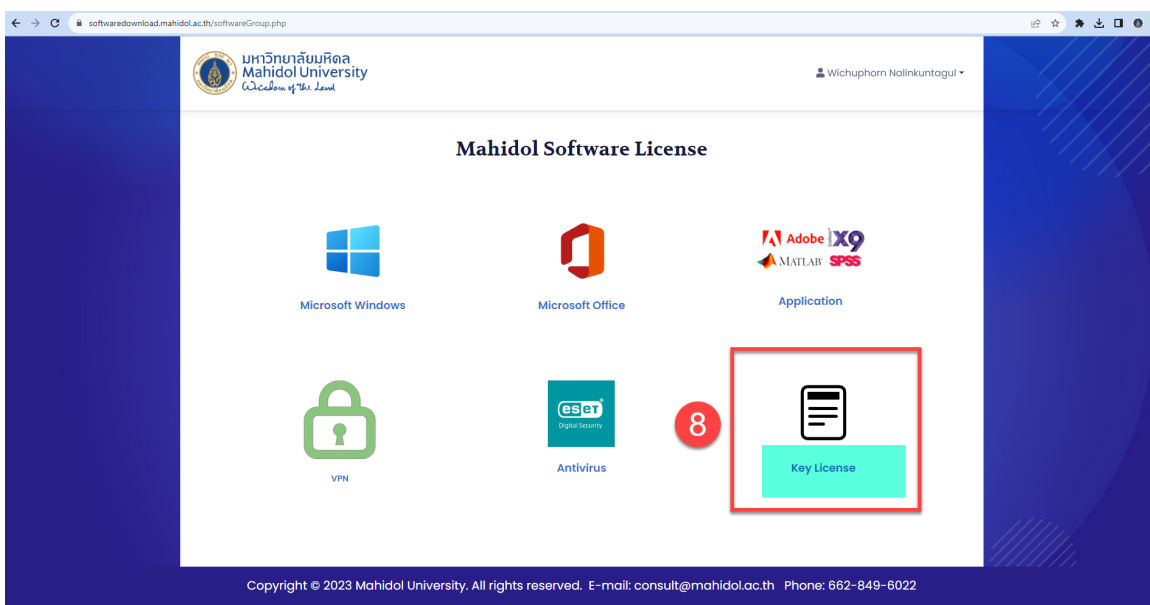 softwaredownload.mahidol.ac.th/softwareGroup.php
มหาวิทยาลัยมหิดล
Mahidol University
Wisdom of the Land
Wichuphorn Nalinkuntagul
Mahidol Software License
Adobe X9
MATLAB SPSS
Microsoft Windows
Microsoft Office
Application
eset
Digital Security
8
VPN
Antivirus
Key License
Copyright © 2023 Mahidol University. All rights reserved. E-mail: consult@mahidol.ac.th Phone: 662-849-6022